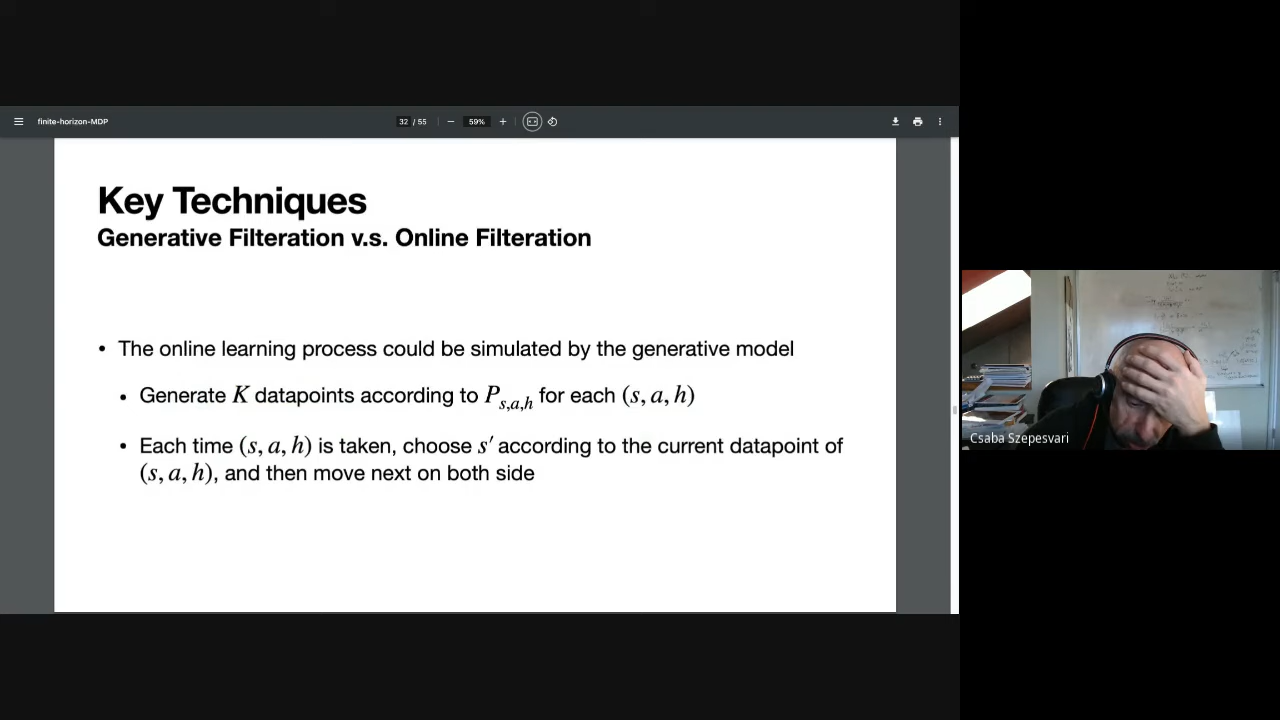 finite-horizon-MDP
32 / 55
59%
Key Techniques
Generative Filteration v.s. Online Filteration
• The online learning process could be simulated by the generative model
• Generate K datapoints according to P_{s,a,h} for each (s, a, h)
• Each time (s, a, h) is taken, choose s′ according to the current datapoint of
(s, a, h), and then move next on both side
Csaba Szepesvari